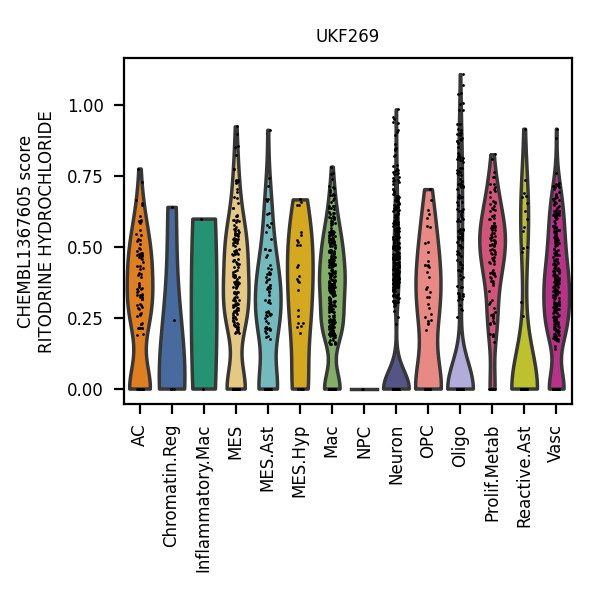 UKF269
CHEMBL1367605 score
RITODRINE HYDROCHLORIDE
1.00
0.75
0.50
0.25
0.00
AC
Chromatin.Reg
Inflammatory.Mac
MES
MES.Ast
MES.Hyp
Mac
NPC
Neuron
OPC
Oligo
Prolif.Metab
Reactive.Ast
Vasc